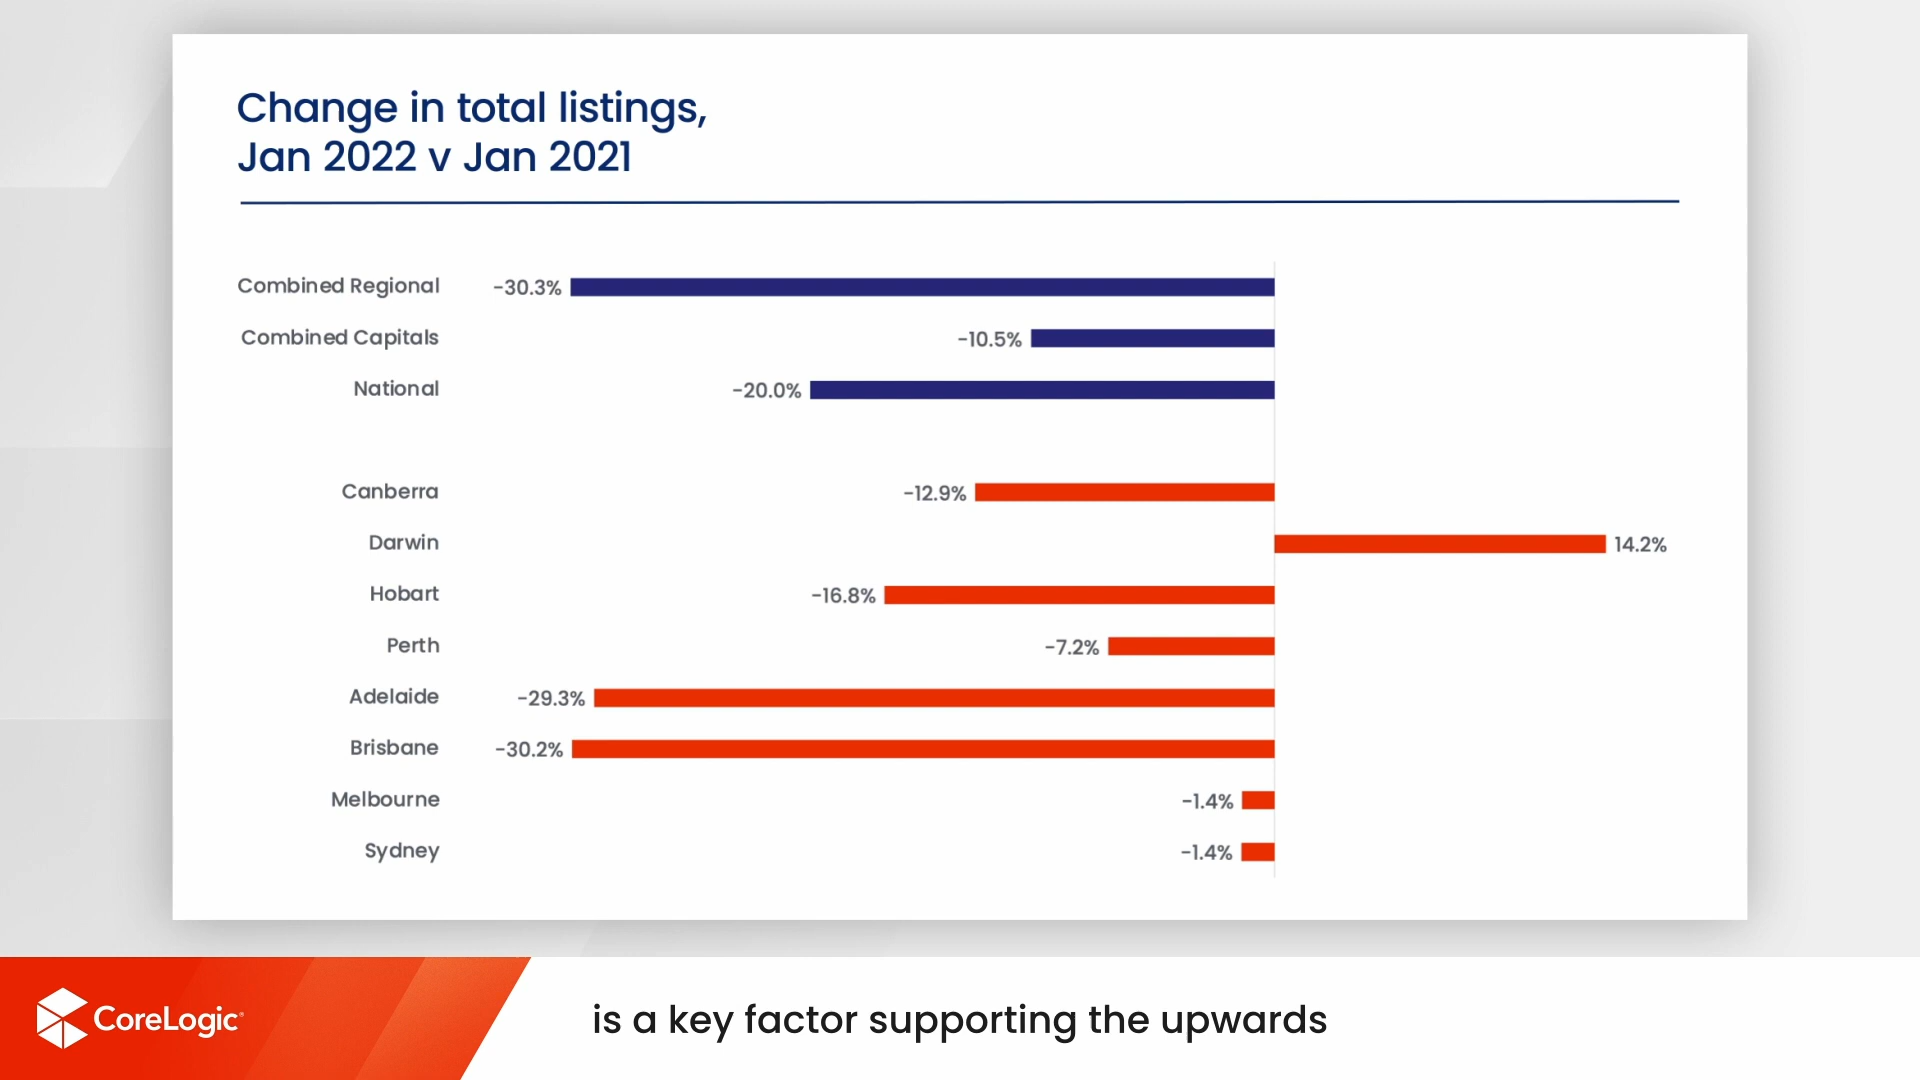 Change in total listings,
Jan 2022 v Jan 2021
Combined Regional -30.3%
Combined Capitals -10.5%
National -20.0%
Canberra -12.9%
Darwin 14.2%
Hobart -16.8%
Perth -7.2%
Adelaide -29.3%
Brisbane -30.2%
Melbourne -1.4%
Sydney -1.4%
CoreLogic
is a key factor supporting the upwards